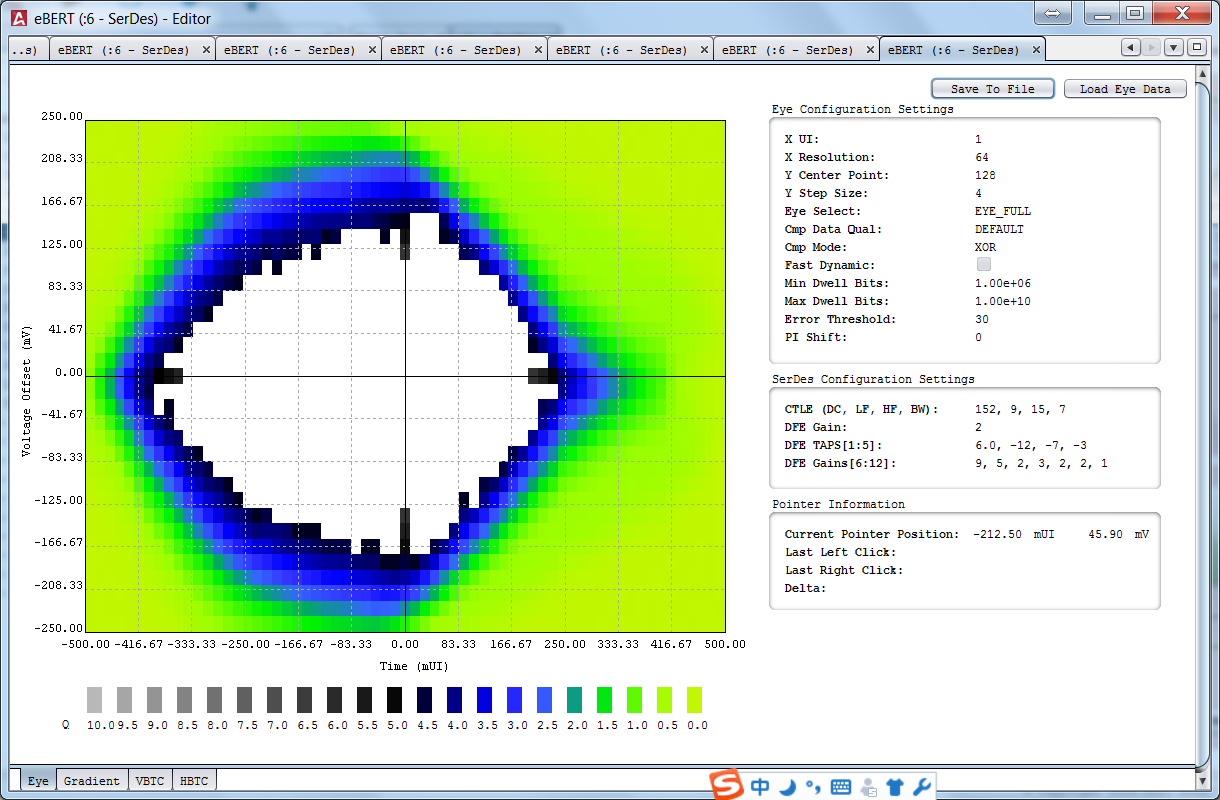 eBERT (:6 - SerDes) - Editor
..s) eBERT (:6 - SerDes) eBERT (:6 - SerDes) eBERT (:6 - SerDes) eBERT (:6 - SerDes) eBERT (:6 - SerDes) eBERT (:6 - SerDes)
Save To File Load Eye Data
250.00
208.33
166.67
125.00
83.33
41.67
0.00
-41.67
-83.33
-125.00
-166.67
-208.33
-250.00
Voltage Offset (mV)
-500.00 -416.67 -333.33 -250.00 -166.67 -83.33 0.00 83.33 166.67 250.00 333.33 416.67 500.00
Time (mUI)
Q 10.0 9.5 9.0 8.5 8.0 7.5 7.0 6.5 6.0 5.5 5.0 4.5 4.0 3.5 3.0 2.5 2.0 1.5 1.0 0.5 0.0
Eye Configuration Settings
X UI: 1
X Resolution: 64
Y Center Point: 128
Y Step Size: 4
Eye Select: EYE_FULL
Cmp Data Qual: DEFAULT
Cmp Mode: XOR
Fast Dynamic:
Min Dwell Bits: 1.00e+06
Max Dwell Bits: 1.00e+10
Error Threshold: 30
PI Shift: 0
SerDes Configuration Settings
CTLE (DC, LF, HF, BW): 152, 9, 15, 7
DFE Gain: 2
DFE TAPS[1:5]: 6.0, -12, -7, -3
DFE Gains[6:12]: 9, 5, 2, 3, 2, 2, 1
Pointer Information
Current Pointer Position: -212.50 mUI 45.90 mV
Last Left Click:
Last Right Click:
Delta:
Eye Gradient VBTC HBTC
中